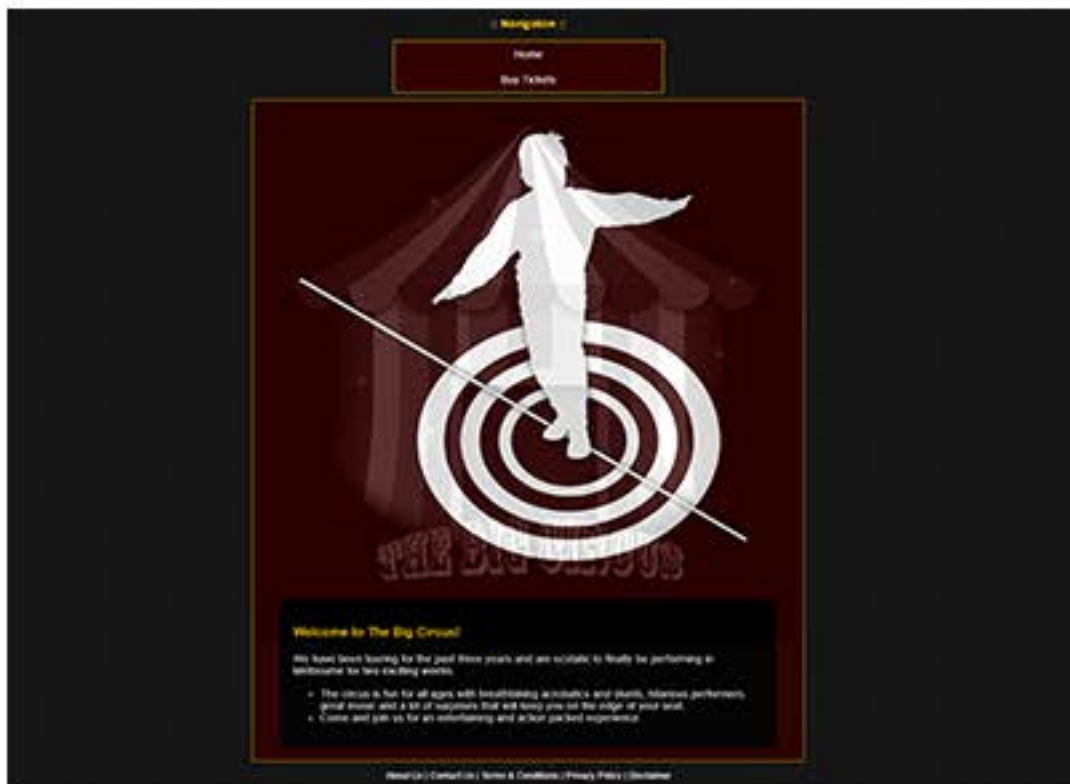 :: Navigation ::
Home
Buy Tickets
THE BIG CIRCUS
Welcome to The Big Circus!
We have been touring for the past three years and are ecstatic to finally be performing in
Melbourne for two exciting weeks.
• The circus is fun for all ages with breathtaking acrobatics and stunts, hilarious performers,
great music and a lot of surprises that will keep you on the edge of your seat.
• Come and join us for an entertaining and action packed experience.
About Us | Contact Us | Terms & Conditions | Privacy Policy | Disclaimer